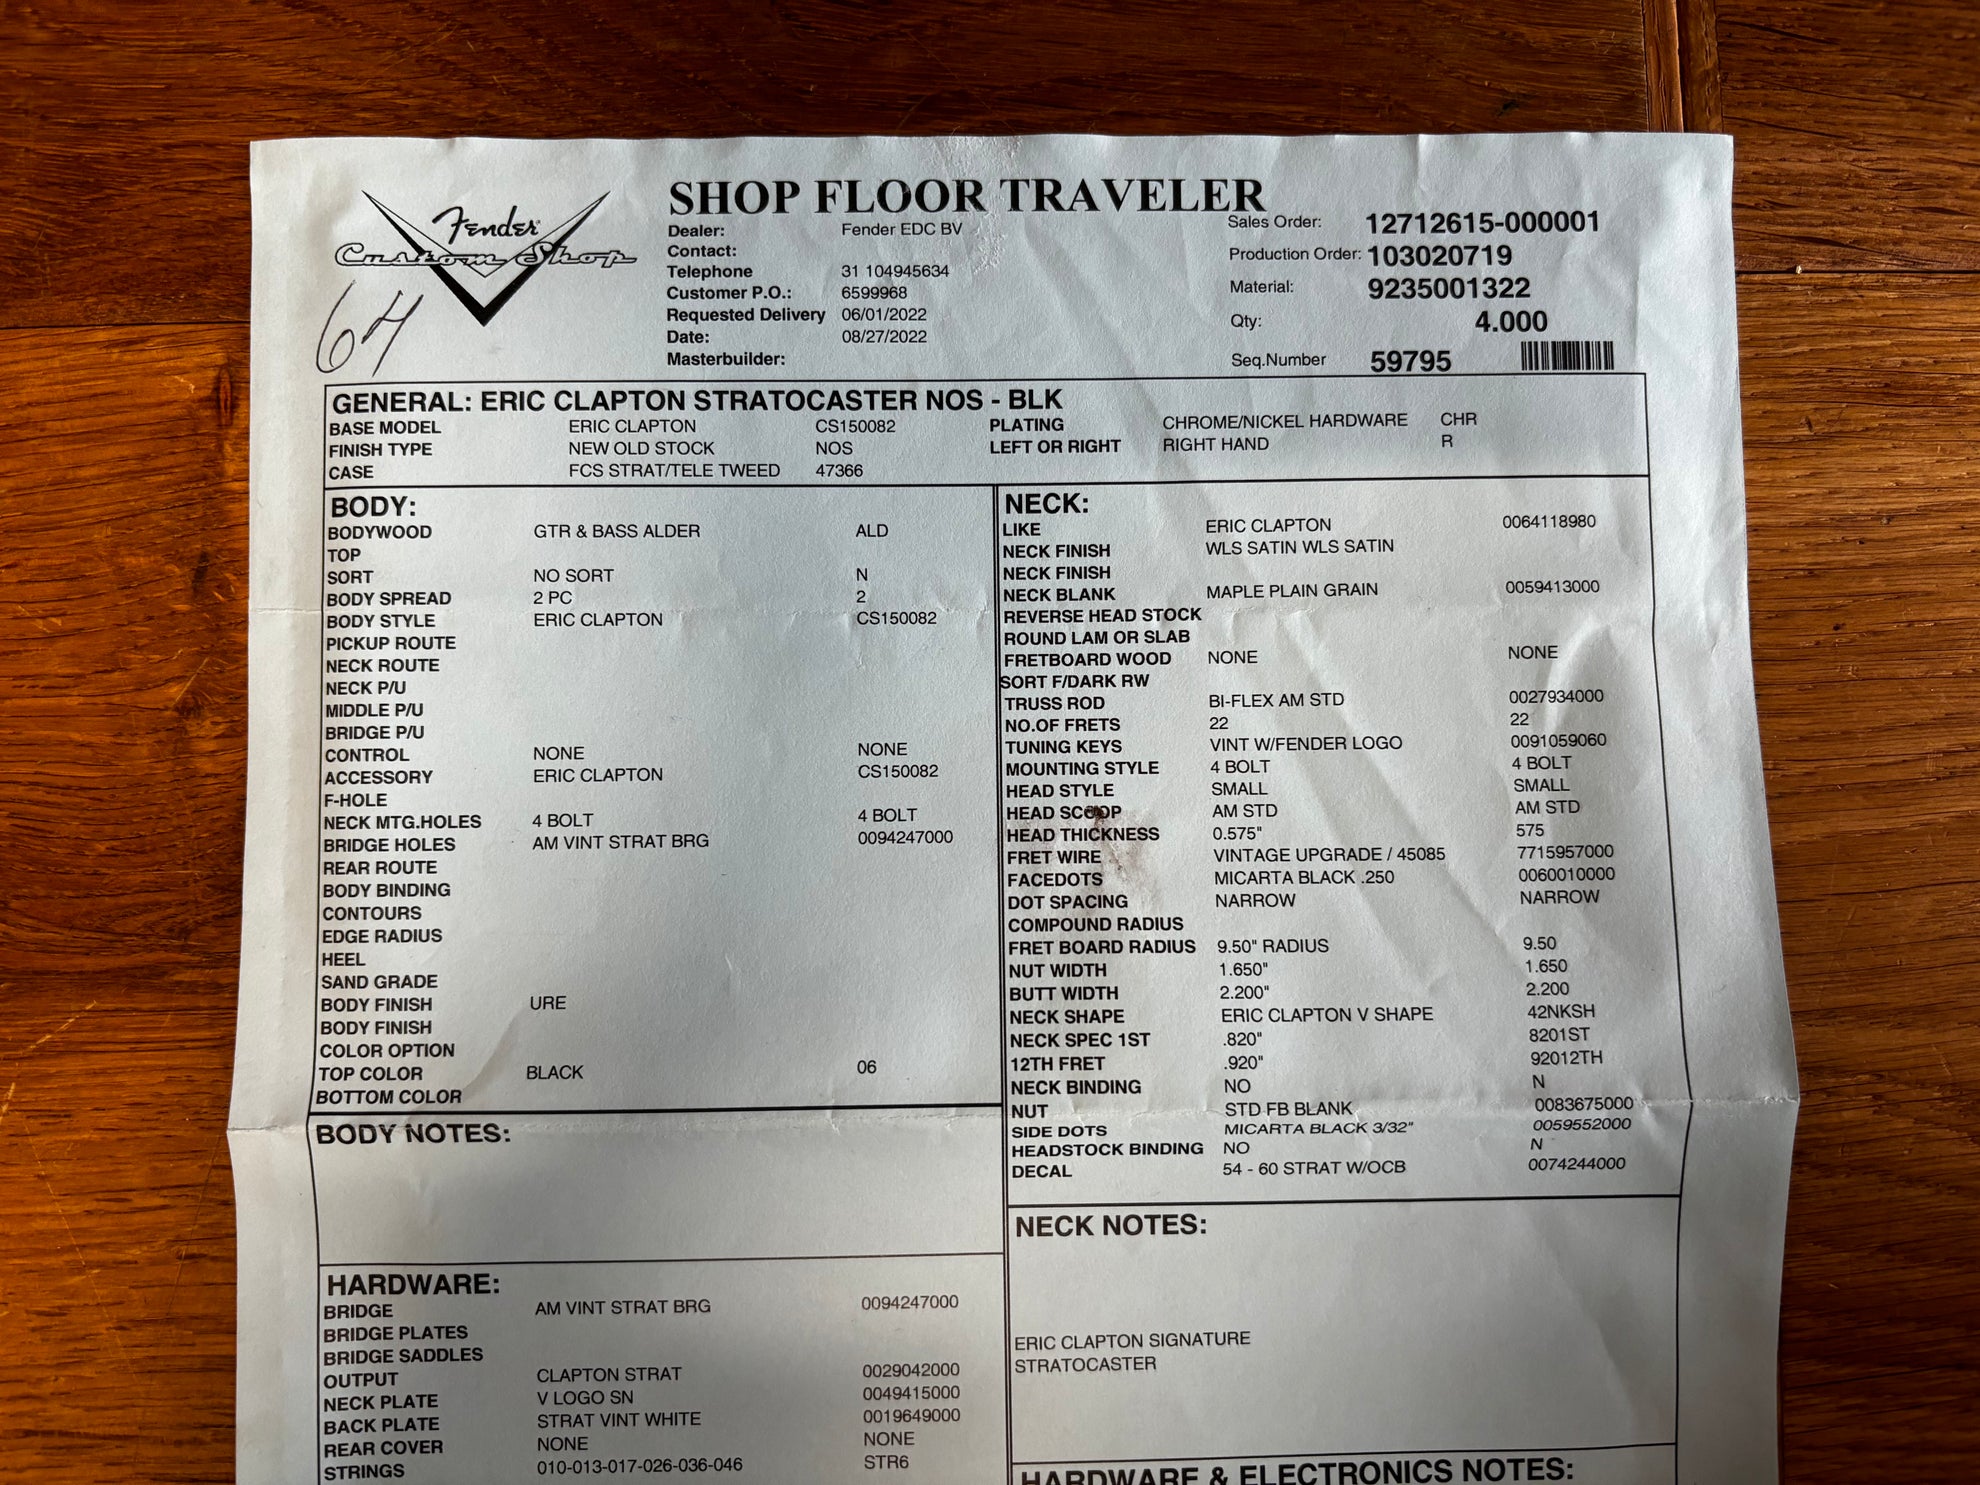 Fender
Custom Shop
64
SHOP FLOOR TRAVELER
Dealer: Fender EDC BV
Contact:
Telephone 31 104945634
Customer P.O.: 6599968
Requested Delivery 06/01/2022
Date: 08/27/2022
Masterbuilder:
Sales Order: 12712615-000001
Production Order: 103020719
Material: 9235001322
Qty: 4.000
Seq.Number 59795
GENERAL: ERIC CLAPTON STRATOCASTER NOS - BLK
BASE MODEL ERIC CLAPTON CS150082 PLATING CHROME/NICKEL HARDWARE CHR
FINISH TYPE NEW OLD STOCK NOS LEFT OR RIGHT RIGHT HAND R
CASE FCS STRAT/TELE TWEED 47366
BODY:
BODYWOOD GTR & BASS ALDER ALD
TOP
SORT NO SORT N
BODY SPREAD 2 PC 2
BODY STYLE ERIC CLAPTON CS150082
PICKUP ROUTE
NECK ROUTE
NECK P/U
MIDDLE P/U
BRIDGE P/U
CONTROL NONE NONE
ACCESSORY ERIC CLAPTON CS150082
F-HOLE
NECK MTG.HOLES 4 BOLT 4 BOLT
BRIDGE HOLES AM VINT STRAT BRG 0094247000
REAR ROUTE
BODY BINDING
CONTOURS
EDGE RADIUS
HEEL
SAND GRADE
BODY FINISH URE
BODY FINISH
COLOR OPTION
TOP COLOR BLACK 06
BOTTOM COLOR
BODY NOTES:
HARDWARE:
BRIDGE AM VINT STRAT BRG 0094247000
BRIDGE PLATES
BRIDGE SADDLES
OUTPUT CLAPTON STRAT 0029042000
NECK PLATE V LOGO SN 0049415000
BACK PLATE STRAT VINT WHITE 0019649000
REAR COVER NONE NONE
STRINGS 010-013-017-026-036-046 STR6
NECK:
LIKE ERIC CLAPTON 0064118980
NECK FINISH WLS SATIN WLS SATIN
NECK FINISH
NECK BLANK MAPLE PLAIN GRAIN 0059413000
REVERSE HEAD STOCK
ROUND LAM OR SLAB
FRETBOARD WOOD NONE NONE
SORT F/DARK RW
TRUSS ROD BI-FLEX AM STD 0027934000
NO.OF FRETS 22 22
TUNING KEYS VINT W/FENDER LOGO 0091059060
MOUNTING STYLE 4 BOLT 4 BOLT
HEAD STYLE SMALL SMALL
HEAD SCOOP AM STD AM STD
HEAD THICKNESS 0.575" 575
FRET WIRE VINTAGE UPGRADE / 45085 7715957000
FACEDOTS MICARTA BLACK .250 0060010000
DOT SPACING NARROW NARROW
COMPOUND RADIUS
FRET BOARD RADIUS 9.50" RADIUS 9.50
NUT WIDTH 1.650" 1.650
BUTT WIDTH 2.200" 2.200
NECK SHAPE ERIC CLAPTON V SHAPE 42NKSH
NECK SPEC 1ST .820" 8201ST
12TH FRET .920" 92012TH
NECK BINDING NO N
NUT STD FB BLANK 0083675000
SIDE DOTS MICARTA BLACK 3/32" 0059552000
HEADSTOCK BINDING NO N
DECAL 54 - 60 STRAT W/OCB 0074244000
NECK NOTES:
ERIC CLAPTON SIGNATURE
STRATOCASTER
HARDWARE & ELECTRONICS NOTES: